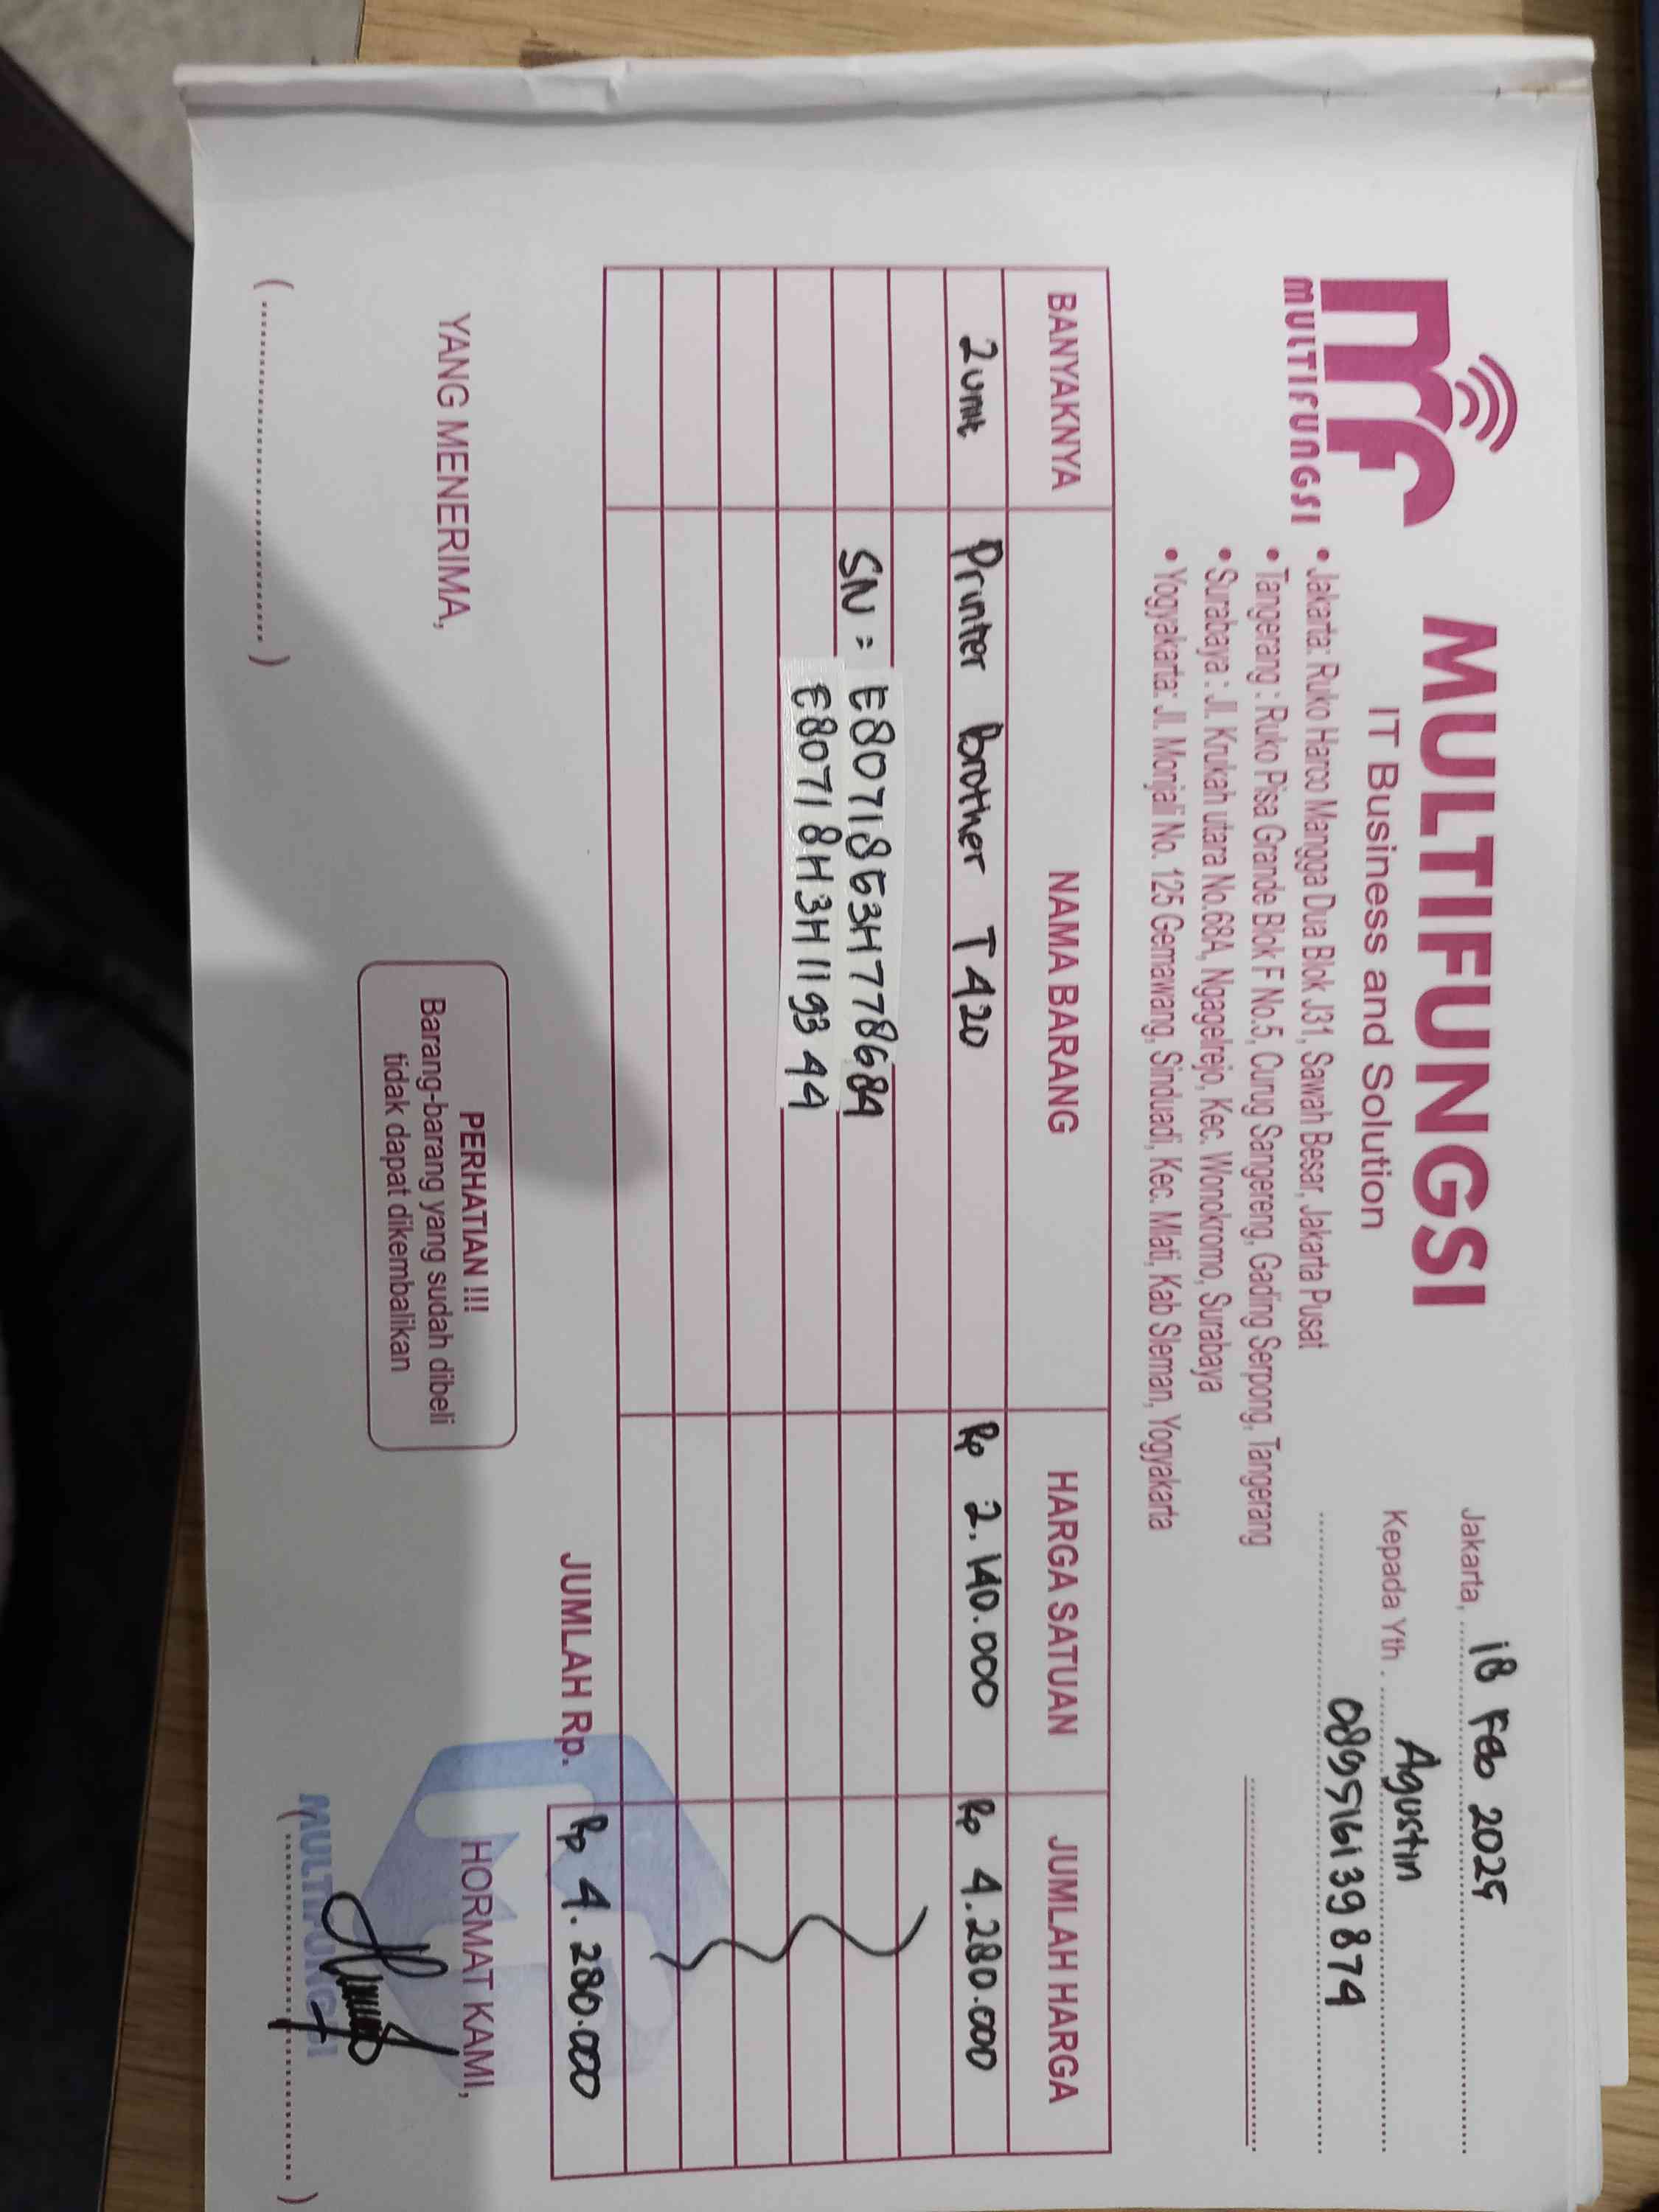 MULTIFUNGSI
MULTIFUNGSI
IT Business and Solution
• Jakarta: Ruko Harco Mangga Dua Blok J31, Sawah Besar, Jakarta Pusat
• Tangerang : Ruko Pisa Grande Blok F No.5, Curug Sangereng, Gading Serpong, Tangerang
• Surabaya : Jl. Krukah utara No.68A, Ngagelrejo, Kec. Wonokromo, Surabaya
• Yogyakarta: Jl. Monjali No. 125 Gemawang, Sinduadi, Kec. Mlati, Kab Sleman, Yogyakarta
Jakarta, 18 Feb 2025
Kepada Yth. Agustin
089516139874
BANYAKNYA NAMA BARANG HARGA SATUAN JUMLAH HARGA
2 unit Printer Brother T420 Rp 2.140.000 Rp 4.280.000
SN = E80718E3H778684
E80718H3H119344
JUMLAH Rp. Rp 4.280.000
YANG MENERIMA,
PERHATIAN !!!
Barang-barang yang sudah dibeli
tidak dapat dikembalikan
HORMAT KAMI,
MULTIFUNGSI